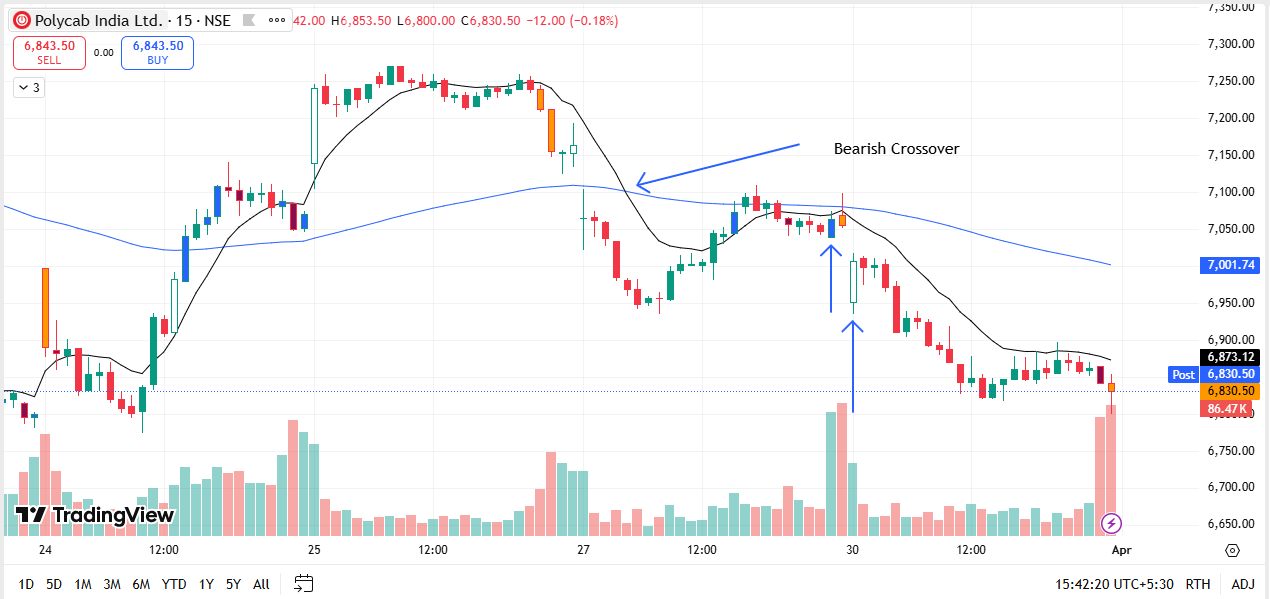 Polycab India Ltd. · 15 · NSE 42.00 H6,853.50 L6,800.00 C6,830.50 −12.00 (−0.18%)
6,843.50 SELL 0.00 6,843.50 BUY
3
Bearish Crossover
7,350.00
7,300.00
7,250.00
7,200.00
7,150.00
7,100.00
7,050.00
7,001.74
6,950.00
6,900.00
6,873.12
Post 6,830.50
6,830.50
86.47K
6,750.00
6,700.00
6,650.00
TradingView
24 12:00 25 12:00 27 12:00 30 12:00 Apr
1D 5D 1M 3M 6M YTD 1Y 5Y All 15:42:20 UTC+5:30 RTH ADJ